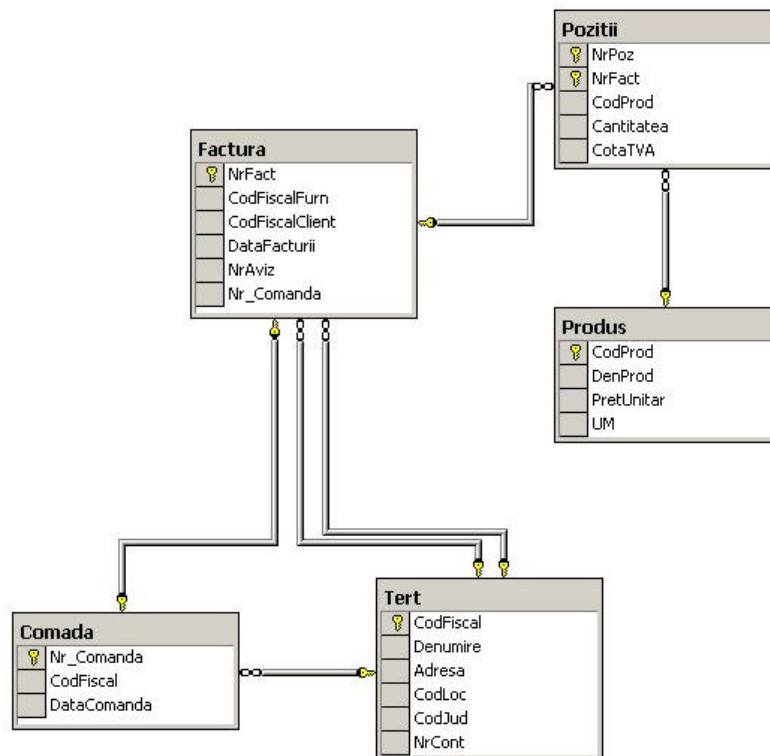 Pozitii
NrPoz
NrFact
CodProd
Cantitatea
CotaTVA
Factura
NrFact
CodFiscalFurn
CodFiscalClient
DataFacturii
NrAviz
Nr_Comanda
Produs
CodProd
DenProd
PretUnitar
UM
Comada
Nr_Comanda
CodFiscal
DataComanda
Tert
CodFiscal
Denumire
Adresa
CodLoc
CodJud
NrCont